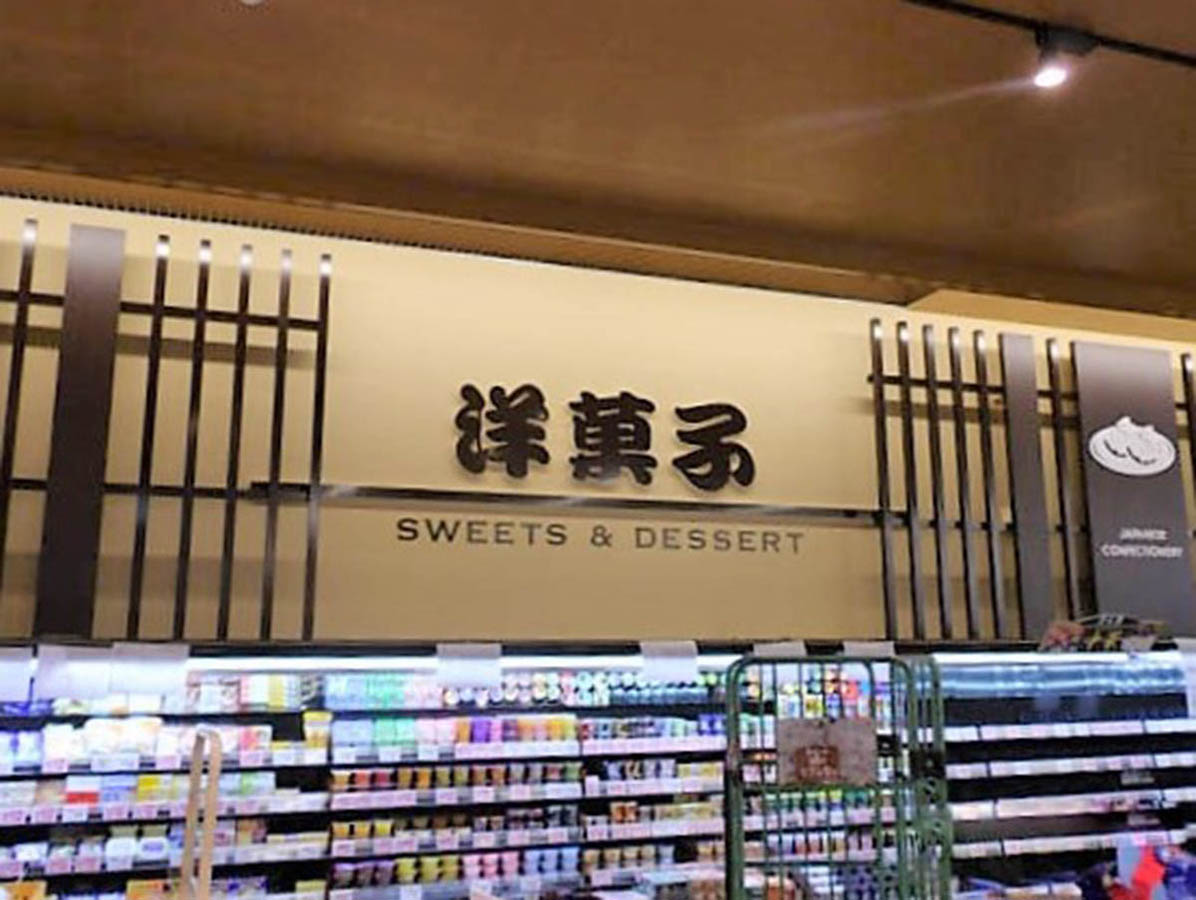 洋菓子
SWEETS & DESSERT
JAPANESE
CONFECTIONERY